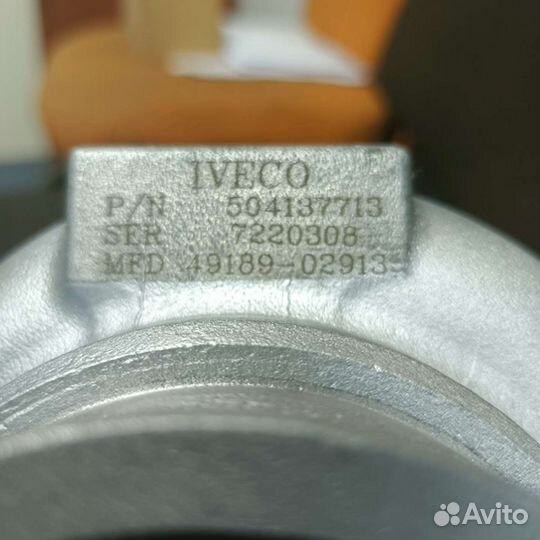 IVECO
P/N 504137713
SER 7220308
MFD 49189-02913
Avito